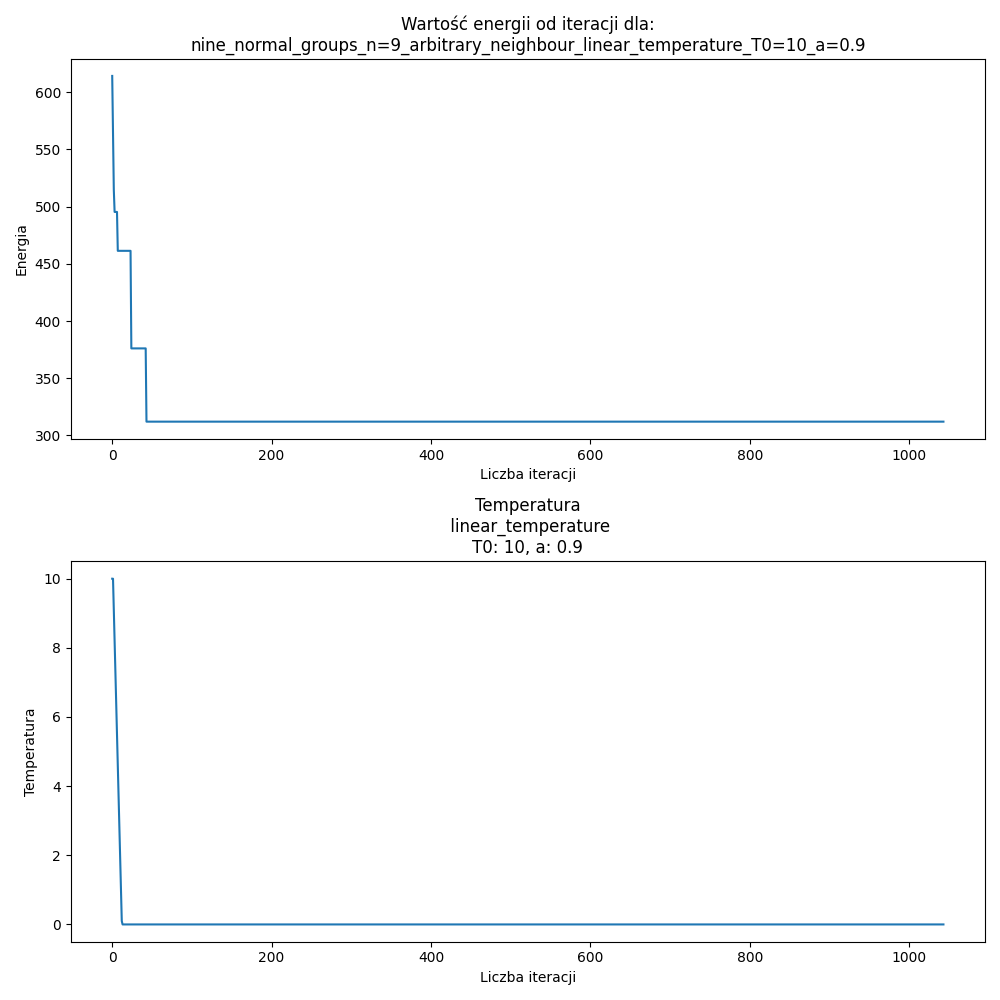 Wartość energii od iteracji dla:
nine_normal_groups_n=9_arbitrary_neighbour_linear_temperature_T0=10_a=0.9
600
550
500
450
400
350
300
Energia
0 200 400 600 800 1000
Liczba iteracji
Temperatura
linear_temperature
T0: 10, a: 0.9
10
8
6
4
2
0
Temperatura
0 200 400 600 800 1000
Liczba iteracji